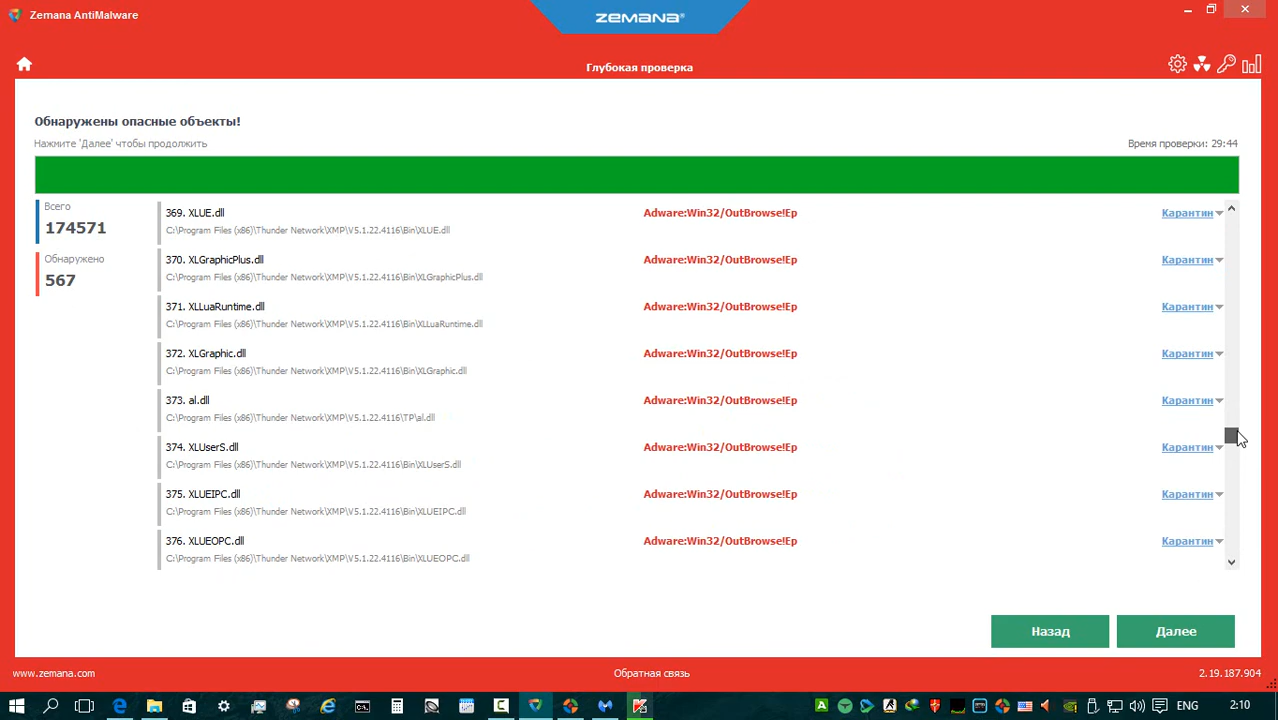 Zemana AntiMalware
ZEMANA®
Глубокая проверка
Обнаружены опасные объекты!
Нажмите 'Далее' чтобы продолжить
Время проверки: 29:44
Всего
174571
Обнаружено
567
369. XLUE.dll Adware:Win32/OutBrowse!Ep Карантин
C:\Program Files (x86)\Thunder Network\XMP\V5.1.22.4116\Bin\XLUE.dll
370. XLGraphicPlus.dll Adware:Win32/OutBrowse!Ep Карантин
C:\Program Files (x86)\Thunder Network\XMP\V5.1.22.4116\Bin\XLGraphicPlus.dll
371. XLLuaRuntime.dll Adware:Win32/OutBrowse!Ep Карантин
C:\Program Files (x86)\Thunder Network\XMP\V5.1.22.4116\Bin\XLLuaRuntime.dll
372. XLGraphic.dll Adware:Win32/OutBrowse!Ep Карантин
C:\Program Files (x86)\Thunder Network\XMP\V5.1.22.4116\Bin\XLGraphic.dll
373. al.dll Adware:Win32/OutBrowse!Ep Карантин
C:\Program Files (x86)\Thunder Network\XMP\V5.1.22.4116\TP\al.dll
374. XLUserS.dll Adware:Win32/OutBrowse!Ep Карантин
C:\Program Files (x86)\Thunder Network\XMP\V5.1.22.4116\Bin\XLUserS.dll
375. XLUEIPC.dll Adware:Win32/OutBrowse!Ep Карантин
C:\Program Files (x86)\Thunder Network\XMP\V5.1.22.4116\Bin\XLUEIPC.dll
376. XLUEOPC.dll Adware:Win32/OutBrowse!Ep Карантин
C:\Program Files (x86)\Thunder Network\XMP\V5.1.22.4116\Bin\XLUEOPC.dll
Назад
Далее
www.zemana.com
Обратная связь
2.19.187.904
ENG
2:10